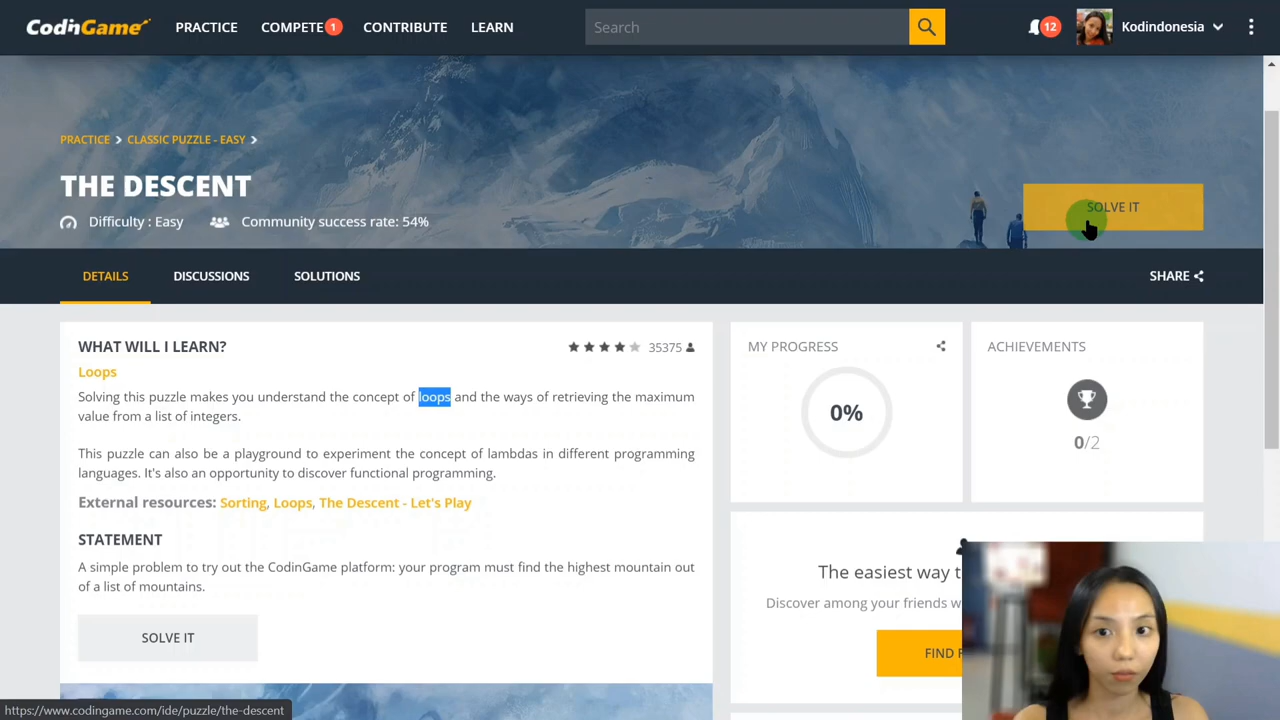 CodinGame
PRACTICE
COMPETE 1
CONTRIBUTE
LEARN
Search
12
Kodindonesia
PRACTICE
CLASSIC PUZZLE - EASY
THE DESCENT
Difficulty : Easy
Community success rate: 54%
SOLVE IT
DETAILS
DISCUSSIONS
SOLUTIONS
SHARE
WHAT WILL I LEARN?
35375
Loops
Solving this puzzle makes you understand the concept of loops and the ways of retrieving the maximum
value from a list of integers.
This puzzle can also be a playground to experiment the concept of lambdas in different programming
languages. It's also an opportunity to discover functional programming.
External resources: Sorting, Loops, The Descent - Let's Play
STATEMENT
A simple problem to try out the CodinGame platform: your program must find the highest mountain out
of a list of mountains.
SOLVE IT
MY PROGRESS
0%
ACHIEVEMENTS
0/2
The easiest way t
Discover among your friends w
FIND
https://www.codingame.com/ide/puzzle/the-descent